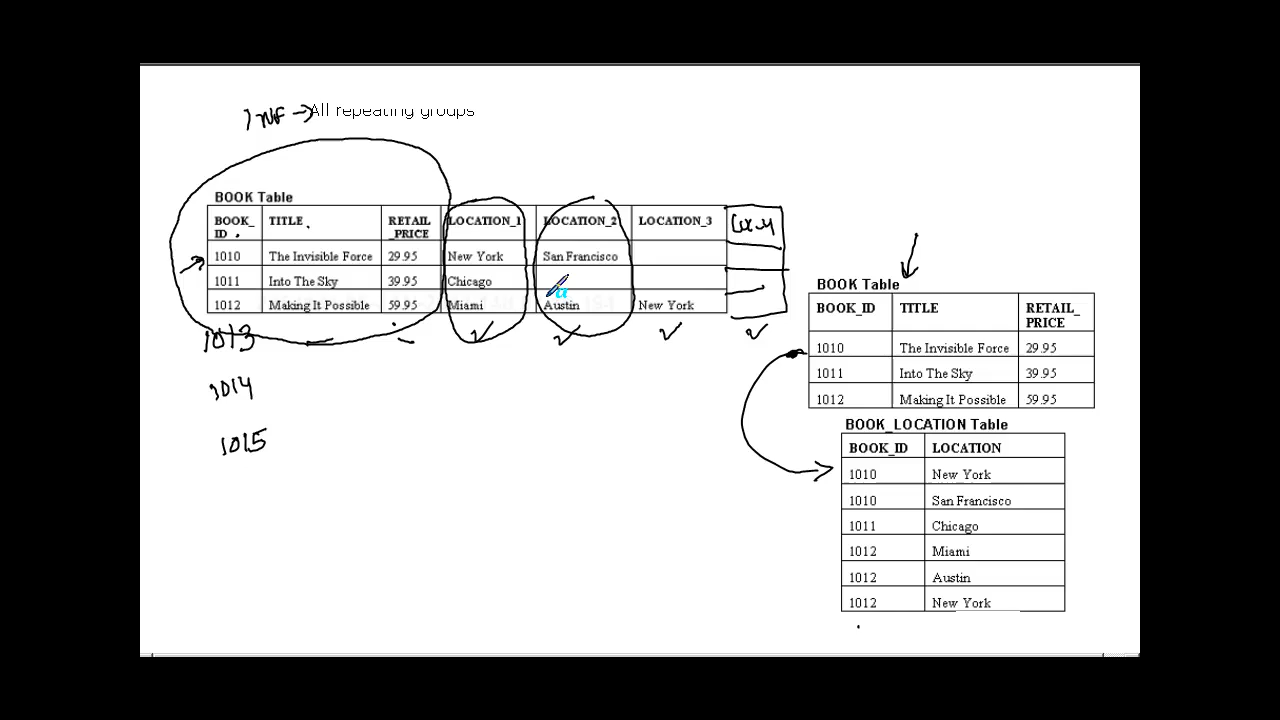 1NF → All repeating groups
BOOK Table
BOOK_ID TITLE RETAIL_PRICE LOCATION_1 LOCATION_2 LOCATION_3
1010 The Invisible Force 29.95 New York San Francisco
1011 Into The Sky 39.95 Chicago
1012 Making It Possible 59.95 Miami Austin New York
1013
1014
1015
BOOK Table
BOOK_ID TITLE RETAIL_PRICE
1010 The Invisible Force 29.95
1011 Into The Sky 39.95
1012 Making It Possible 59.95
BOOK_LOCATION Table
BOOK_ID LOCATION
1010 New York
1010 San Francisco
1011 Chicago
1012 Miami
1012 Austin
1012 New York